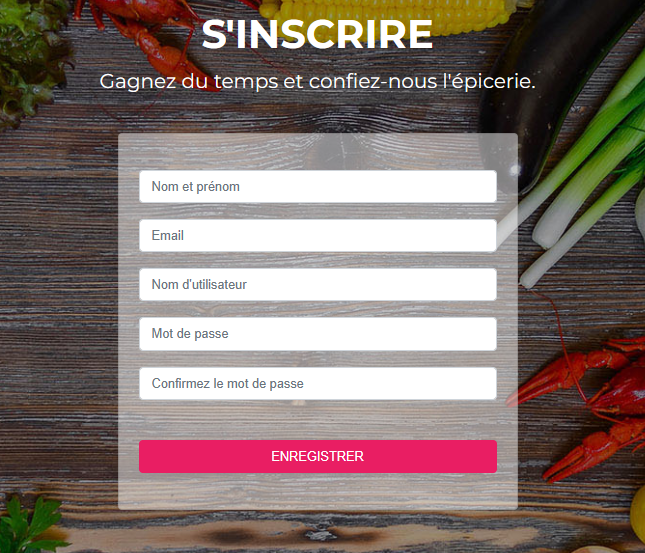 S'INSCRIRE
Gagnez du temps et confiez-nous l'épicerie.
Nom et prénom
Email
Nom d'utilisateur
Mot de passe
Confirmez le mot de passe
ENREGISTRER